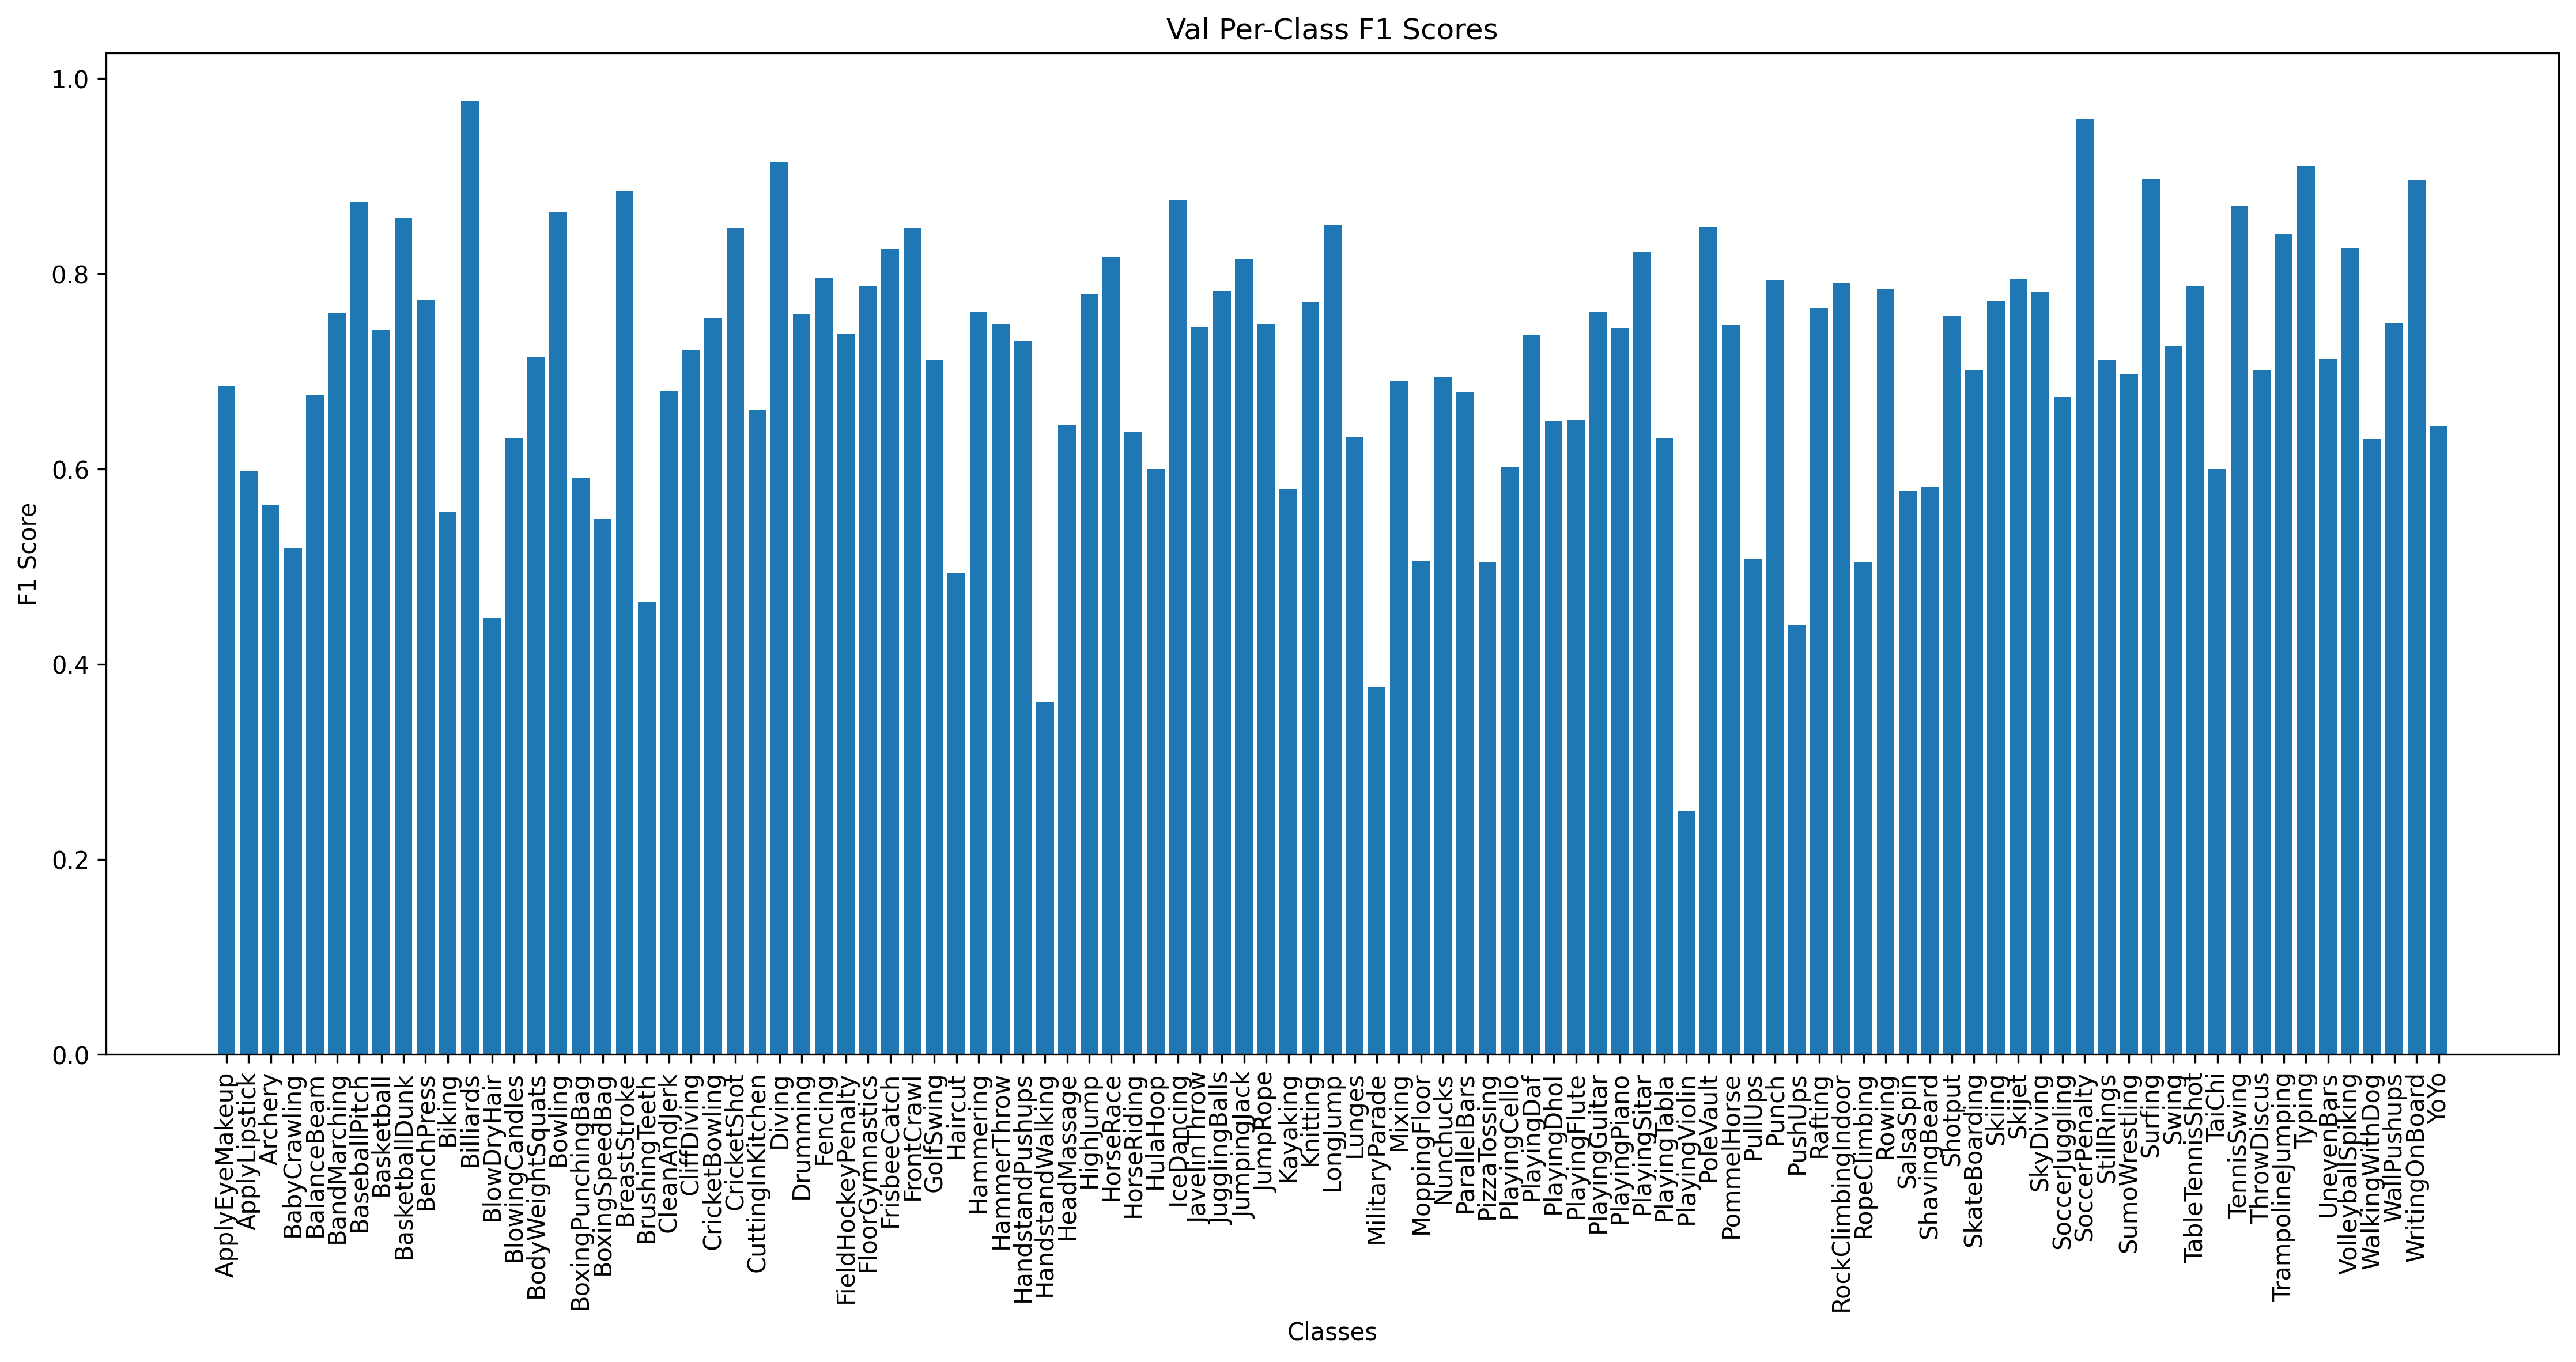 Val Per-Class F1 Scores
1.0
0.8
0.6
0.4
0.2
0.0
F1 Score
ApplyEyeMakeup
ApplyLipstick
Archery
BabyCrawling
BalanceBeam
BandMarching
BaseballPitch
Basketball
BasketballDunk
BenchPress
Biking
Billiards
BlowDryHair
BlowingCandles
BodyWeightSquats
Bowling
BoxingPunchingBag
BoxingSpeedBag
BreastStroke
BrushingTeeth
CleanAndJerk
CliffDiving
CricketBowling
CricketShot
CuttingInKitchen
Diving
Drumming
Fencing
FieldHockeyPenalty
FloorGymnastics
FrisbeeCatch
FrontCrawl
GolfSwing
Haircut
Hammering
HammerThrow
HandstandPushups
HandstandWalking
HeadMassage
HighJump
HorseRace
HorseRiding
HulaHoop
IceDancing
JavelinThrow
JugglingBalls
JumpingJack
JumpRope
Kayaking
Knitting
LongJump
Lunges
MilitaryParade
Mixing
MoppingFloor
Nunchucks
ParallelBars
PizzaTossing
PlayingCello
PlayingDaf
PlayingDhol
PlayingFlute
PlayingGuitar
PlayingPiano
PlayingSitar
PlayingTabla
PlayingViolin
PoleVault
PommelHorse
PullUps
Punch
PushUps
Rafting
RockClimbingIndoor
RopeClimbing
Rowing
SalsaSpin
ShavingBeard
Shotput
SkateBoarding
Skiing
Skijet
SkyDiving
SoccerJuggling
SoccerPenalty
StillRings
SumoWrestling
Surfing
Swing
TableTennisShot
TaiChi
TennisSwing
ThrowDiscus
TrampolineJumping
Typing
UnevenBars
VolleyballSpiking
WalkingWithDog
WallPushups
WritingOnBoard
YoYo
Classes